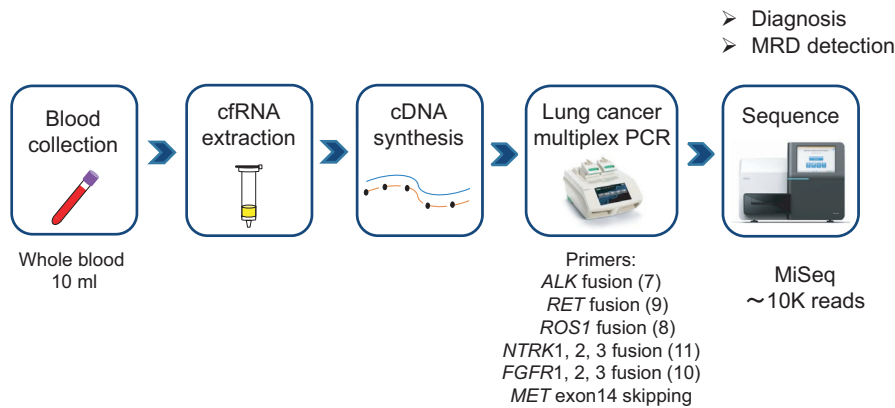 ➢ Diagnosis
➢ MRD detection
Blood
collection
cfRNA
extraction
cDNA
synthesis
Lung cancer
multiplex PCR
Sequence
Whole blood
10 ml
Primers:
ALK fusion (7)
RET fusion (9)
ROS1 fusion (8)
NTRK1, 2, 3 fusion (11)
FGFR1, 2, 3 fusion (10)
MET exon14 skipping
MiSeq
~10K reads